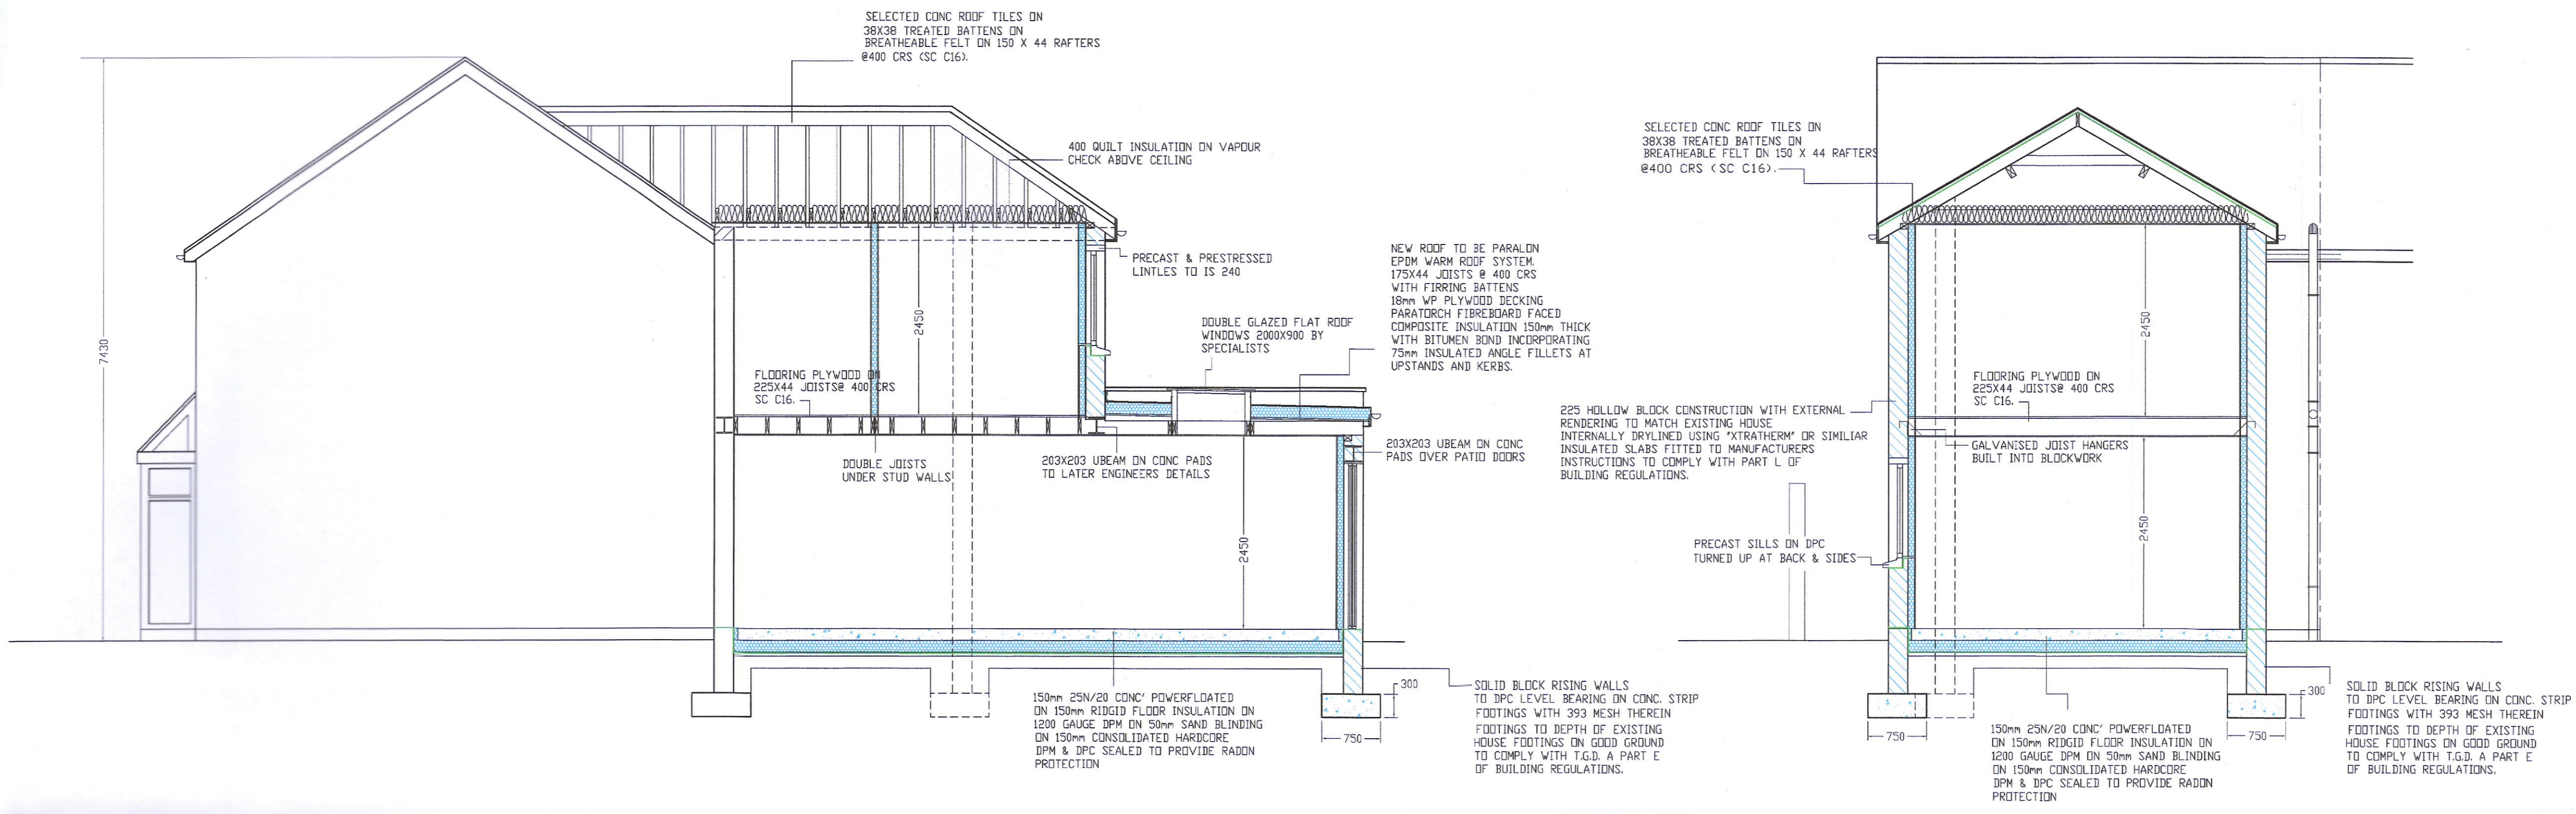 SELECTED CONC ROOF TILES ON
38X38 TREATED BATTENS ON
BREATHEABLE FELT ON 150 X 44 RAFTERS
@400 CRS (SC C16).
7430
400 QUILT INSULATION ON VAPOUR
CHECK ABOVE CEILING
PRECAST & PRESTRESSED
LINTLES TO IS 240
2450
FLOORING PLYWOOD ON
225X44 JOISTS@ 400 CRS
SC C16.
DOUBLE GLAZED FLAT ROOF
WINDOWS 2000X900 BY
SPECIALISTS
NEW ROOF TO BE PARALON
EPDM WARM ROOF SYSTEM.
175X44 JOISTS @ 400 CRS
WITH FIRRING BATTENS
18mm WP PLYWOOD DECKING
PARATORCH FIBREBOARD FACED
COMPOSITE INSULATION 150mm THICK
WITH BITUMEN BOND INCORPORATING
75mm INSULATED ANGLE FILLETS AT
UPSTANDS AND KERBS.
DOUBLE JOISTS
UNDER STUD WALLS
203X203 UBEAM ON CONC PADS
TO LATER ENGINEERS DETAILS
203X203 UBEAM ON CONC
PADS OVER PATIO DOORS
2450
150mm 25N/20 CONC' POWERFLOATED
ON 150mm RIDGID FLOOR INSULATION ON
1200 GAUGE DPM ON 50mm SAND BLINDING
ON 150mm CONSOLIDATED HARDCORE
DPM & DPC SEALED TO PROVIDE RADON
PROTECTION
300
750
SOLID BLOCK RISING WALLS
TO DPC LEVEL BEARING ON CONC. STRIP
FOOTINGS WITH 393 MESH THEREIN
FOOTINGS TO DEPTH OF EXISTING
HOUSE FOOTINGS ON GOOD GROUND
TO COMPLY WITH T.G.D. A PART E
OF BUILDING REGULATIONS.
SELECTED CONC ROOF TILES ON
38X38 TREATED BATTENS ON
BREATHEABLE FELT ON 150 X 44 RAFTERS
@400 CRS (SC C16).
2450
FLOORING PLYWOOD ON
225X44 JOISTS@ 400 CRS
SC C16.
225 HOLLOW BLOCK CONSTRUCTION WITH EXTERNAL
RENDERING TO MATCH EXISTING HOUSE
INTERNALLY DRYLINED USING "XTRATHERM" OR SIMILIAR
INSULATED SLABS FITTED TO MANUFACTURERS
INSTRUCTIONS TO COMPLY WITH PART L OF
BUILDING REGULATIONS.
GALVANISED JOIST HANGERS
BUILT INTO BLOCKWORK
2450
PRECAST SILLS ON DPC
TURNED UP AT BACK & SIDES
750
150mm 25N/20 CONC' POWERFLOATED
ON 150mm RIDGID FLOOR INSULATION ON
1200 GAUGE DPM ON 50mm SAND BLINDING
ON 150mm CONSOLIDATED HARDCORE
DPM & DPC SEALED TO PROVIDE RADON
PROTECTION
300
750
SOLID BLOCK RISING WALLS
TO DPC LEVEL BEARING ON CONC. STRIP
FOOTINGS WITH 393 MESH THEREIN
FOOTINGS TO DEPTH OF EXISTING
HOUSE FOOTINGS ON GOOD GROUND
TO COMPLY WITH T.G.D. A PART E
OF BUILDING REGULATIONS.